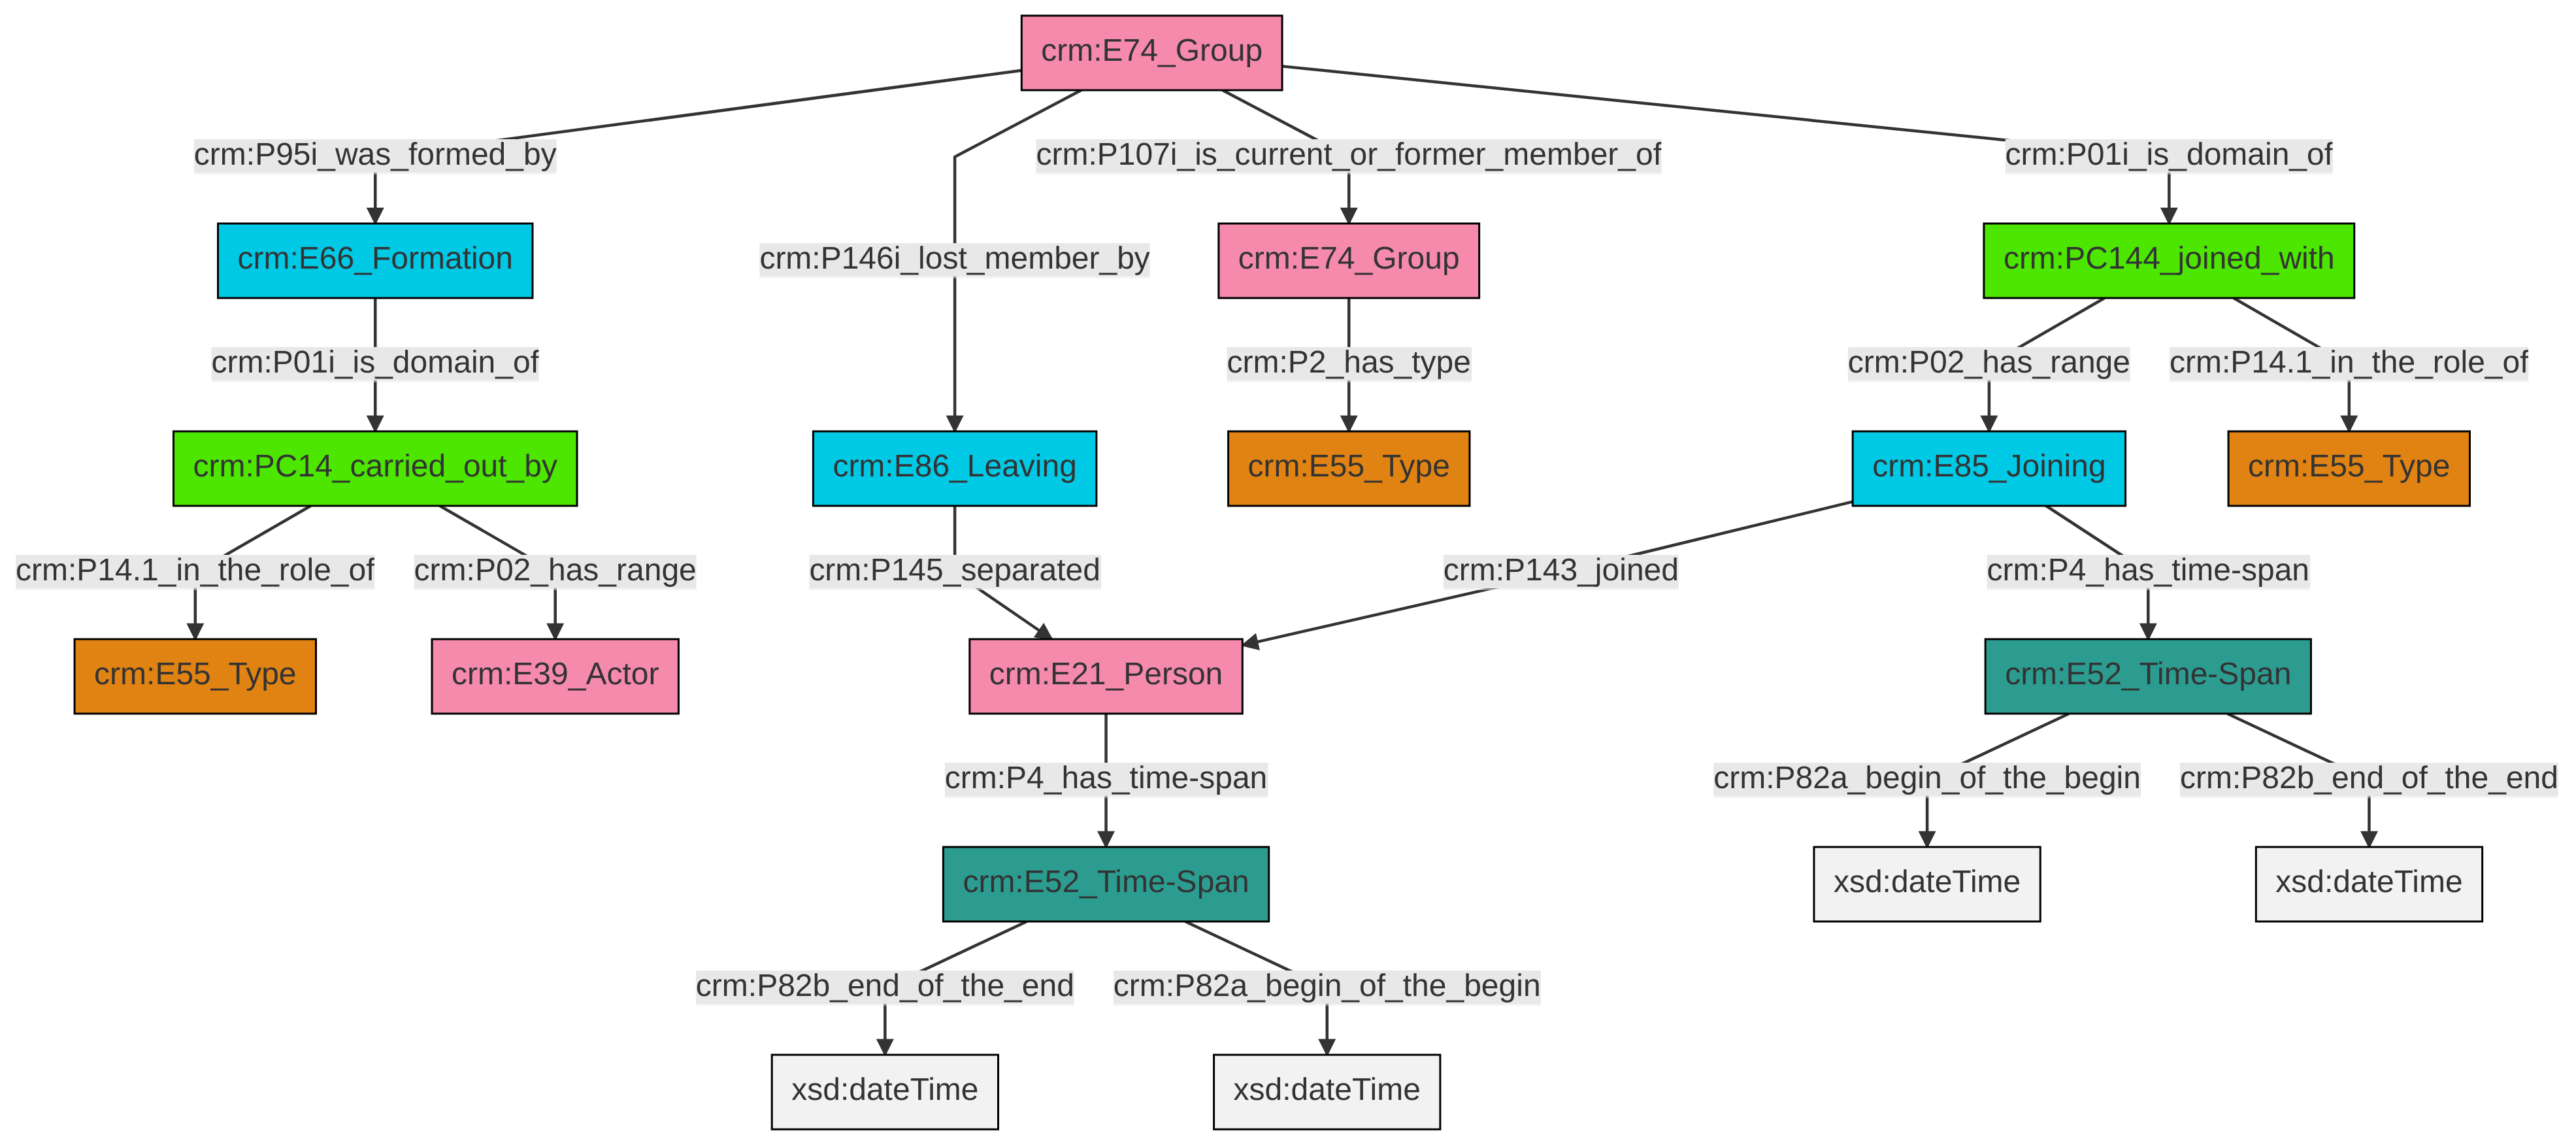 crm:E74_Group
crm:P95i_was_formed_by
crm:P107i_is_current_or_former_member_of
crm:P01i_is_domain_of
crm:E66_Formation
crm:P146i_lost_member_by
crm:E74_Group
crm:PC144_joined_with
crm:P01i_is_domain_of
crm:P2_has_type
crm:P02_has_range
crm:P14.1_in_the_role_of
crm:PC14_carried_out_by
crm:E86_Leaving
crm:E55_Type
crm:E85_Joining
crm:E55_Type
crm:P14.1_in_the_role_of
crm:P02_has_range
crm:P145_separated
crm:P143_joined
crm:P4_has_time-span
crm:E55_Type
crm:E39_Actor
crm:E21_Person
crm:E52_Time-Span
crm:P4_has_time-span
crm:P82a_begin_of_the_begin
crm:P82b_end_of_the_end
crm:E52_Time-Span
xsd:dateTime
xsd:dateTime
crm:P82b_end_of_the_end
crm:P82a_begin_of_the_begin
xsd:dateTime
xsd:dateTime